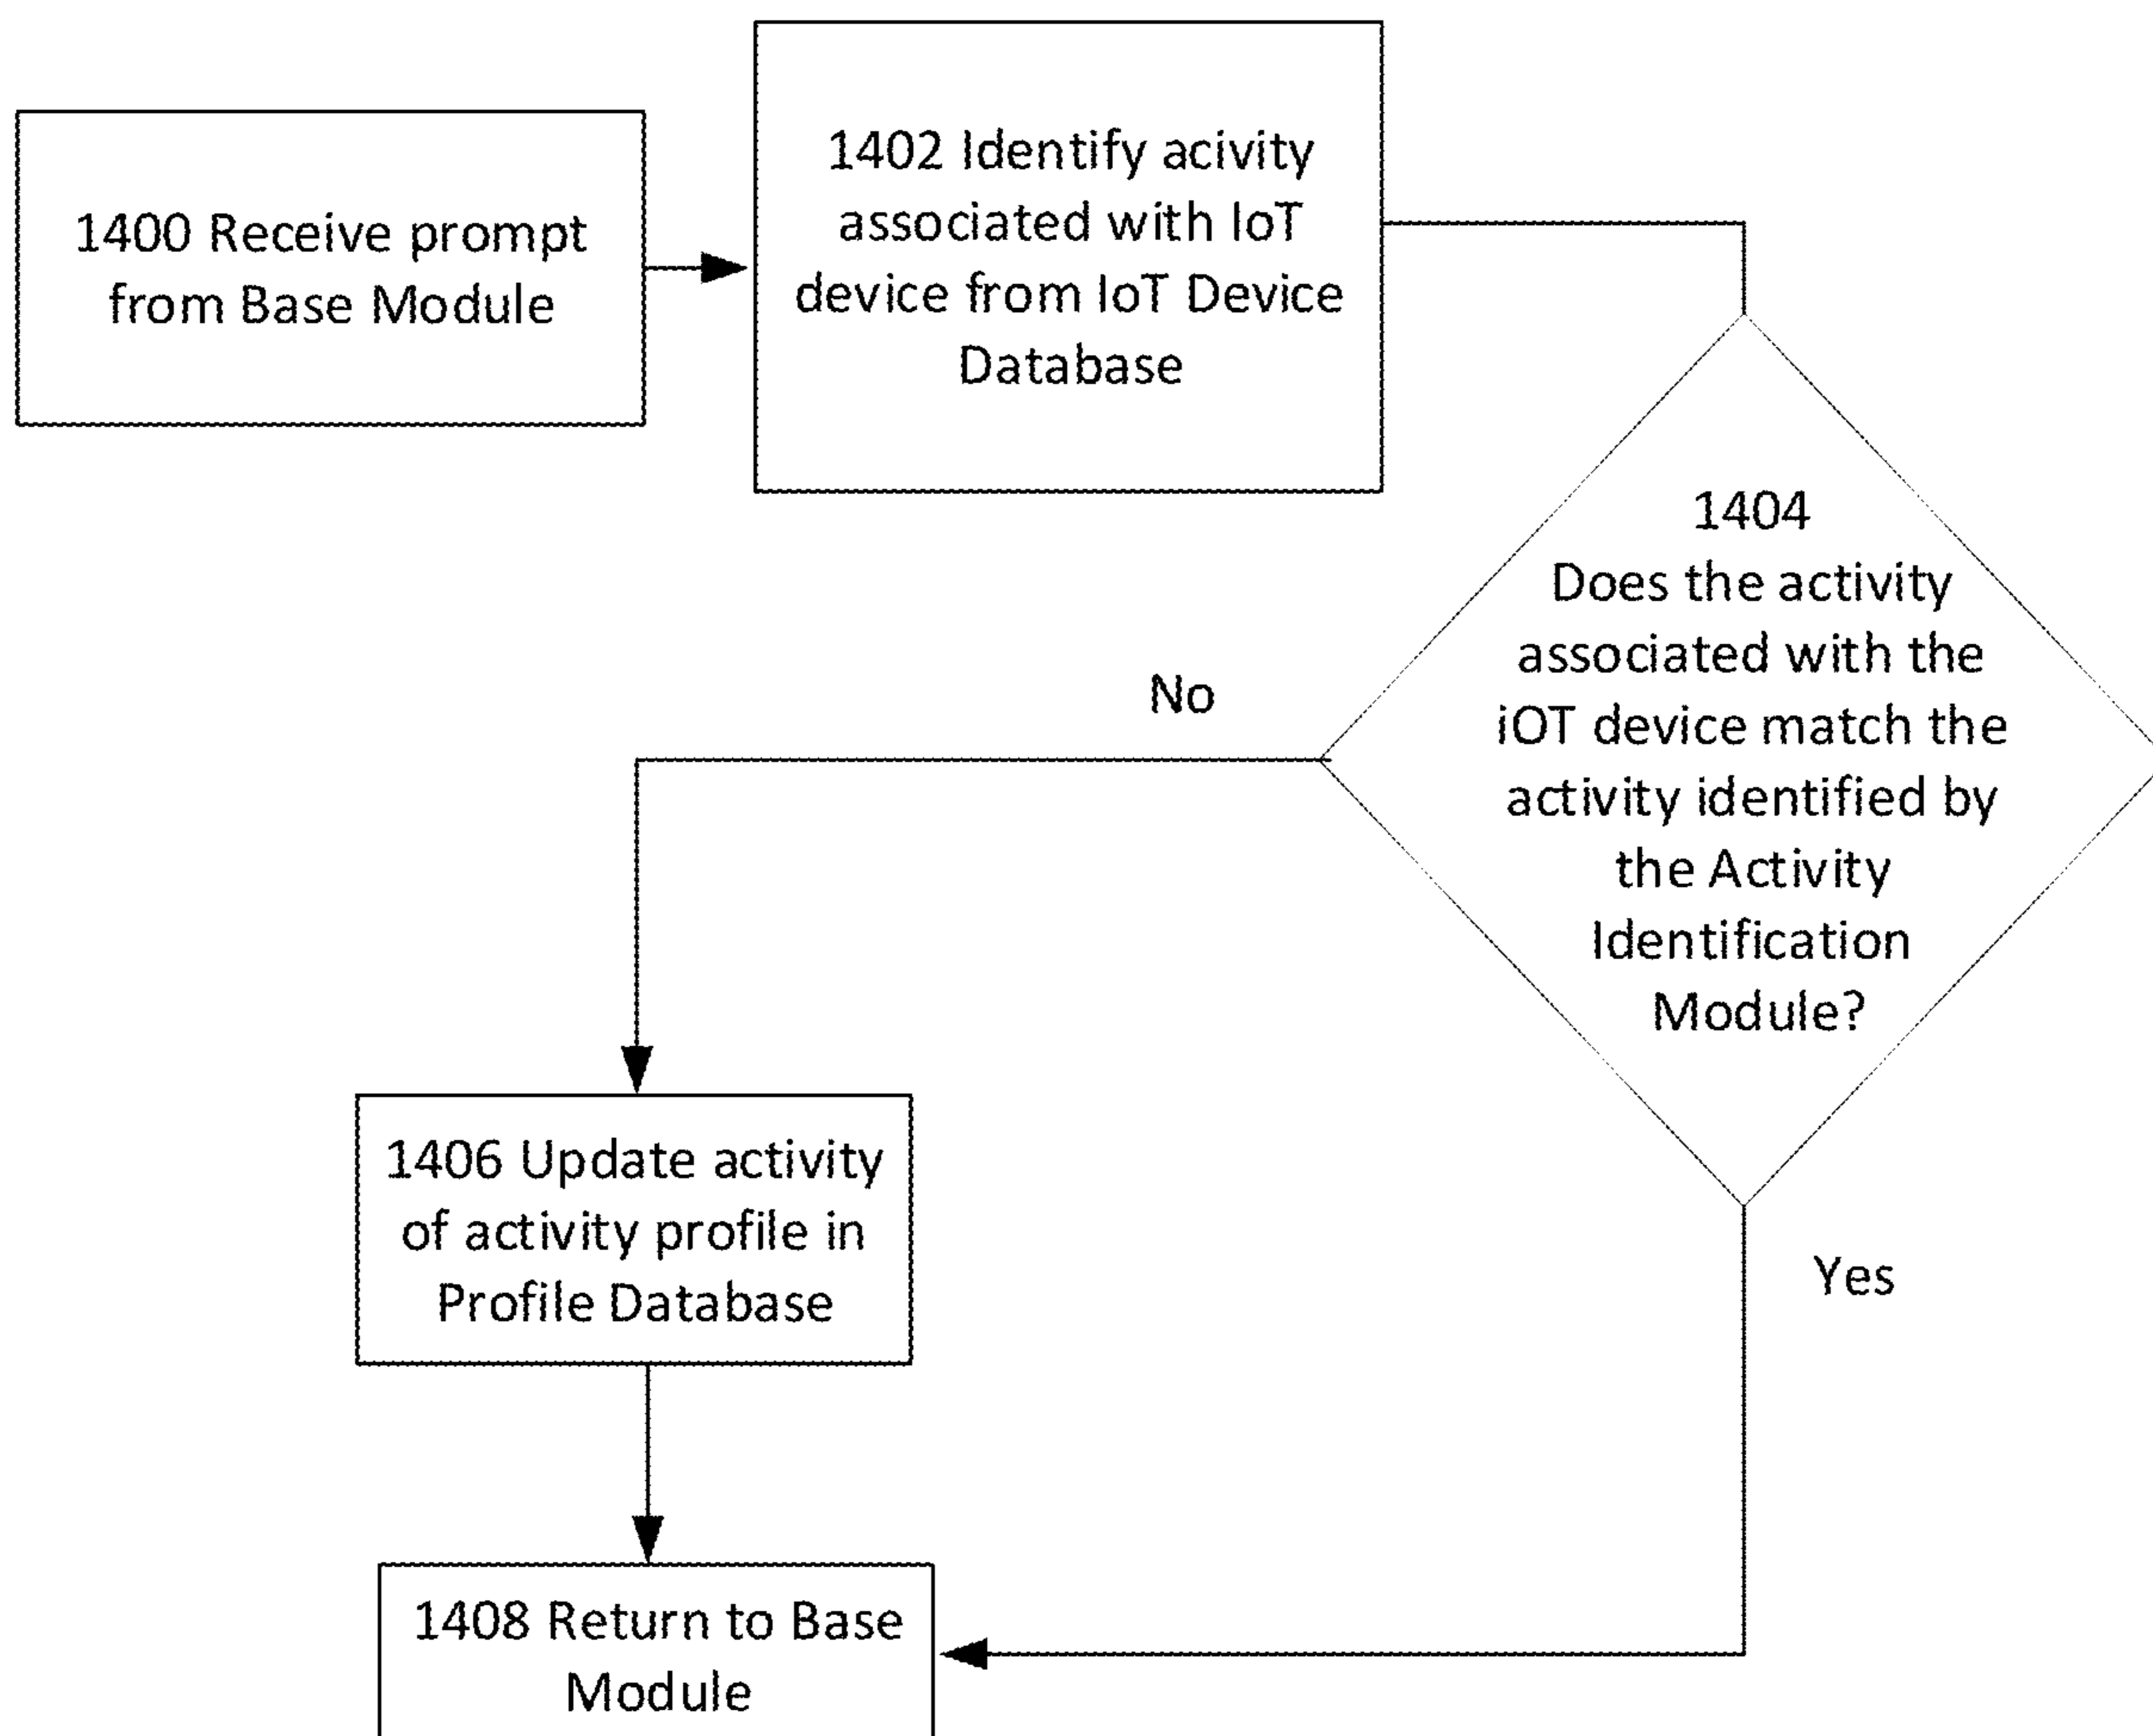 1400 Receive prompt
from Base Module
1402 Identify acivity
associated with IoT
device from IoT Device
Database
1404
Does the activity
associated with the
iOT device match the
activity identified by
the Activity
Identification
Module?
No
Yes
1406 Update activity
of activity profile in
Profile Database
1408 Return to Base
Module